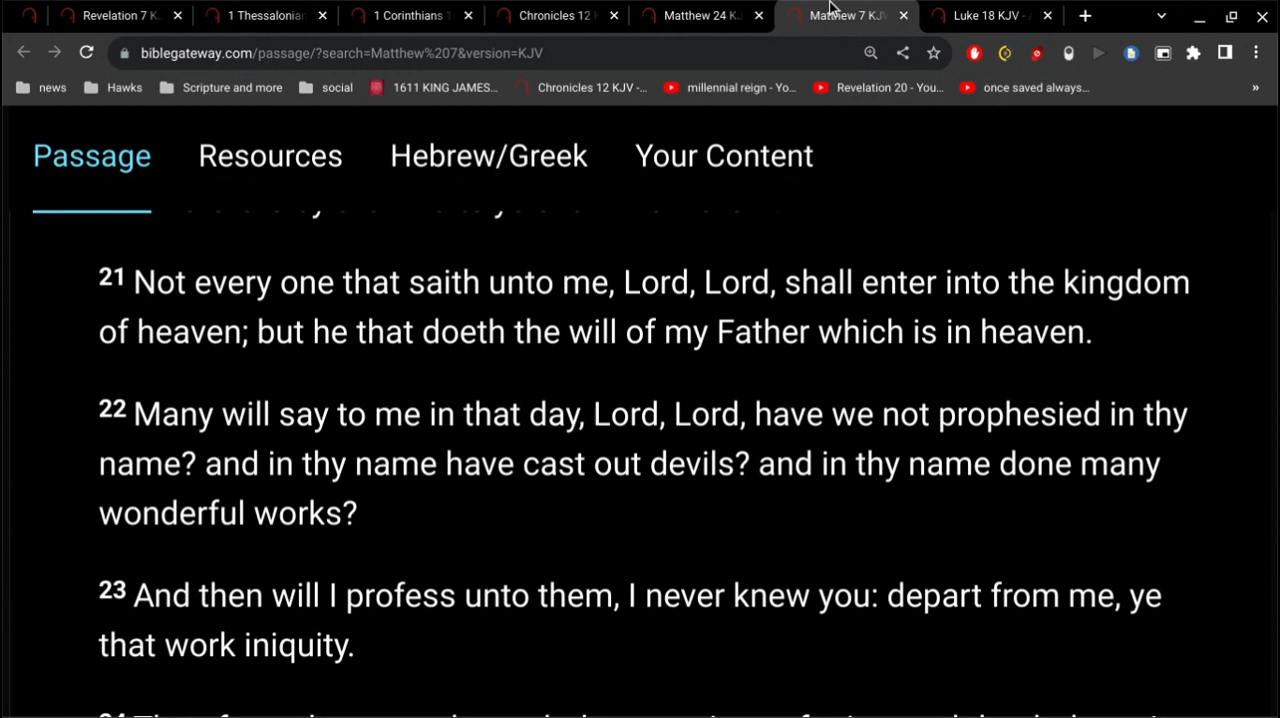 Revelation 7 K
1 Thessalonia
1 Corinthians 1
Chronicles 12 K
Matthew 24 KJ
Matthew 7 KJV
Luke 18 KJV -
biblegateway.com/passage/?search=Matthew%207&version=KJV
news
Hawks
Scripture and more
social
1611 KING JAMES...
Chronicles 12 KJV -...
millennial reign - Yo...
Revelation 20 - You...
once saved always...
»
Passage
Resources
Hebrew/Greek
Your Content
21 Not every one that saith unto me, Lord, Lord, shall enter into the kingdom
of heaven; but he that doeth the will of my Father which is in heaven.
22 Many will say to me in that day, Lord, Lord, have we not prophesied in thy
name? and in thy name have cast out devils? and in thy name done many
wonderful works?
23 And then will I profess unto them, I never knew you: depart from me, ye
that work iniquity.